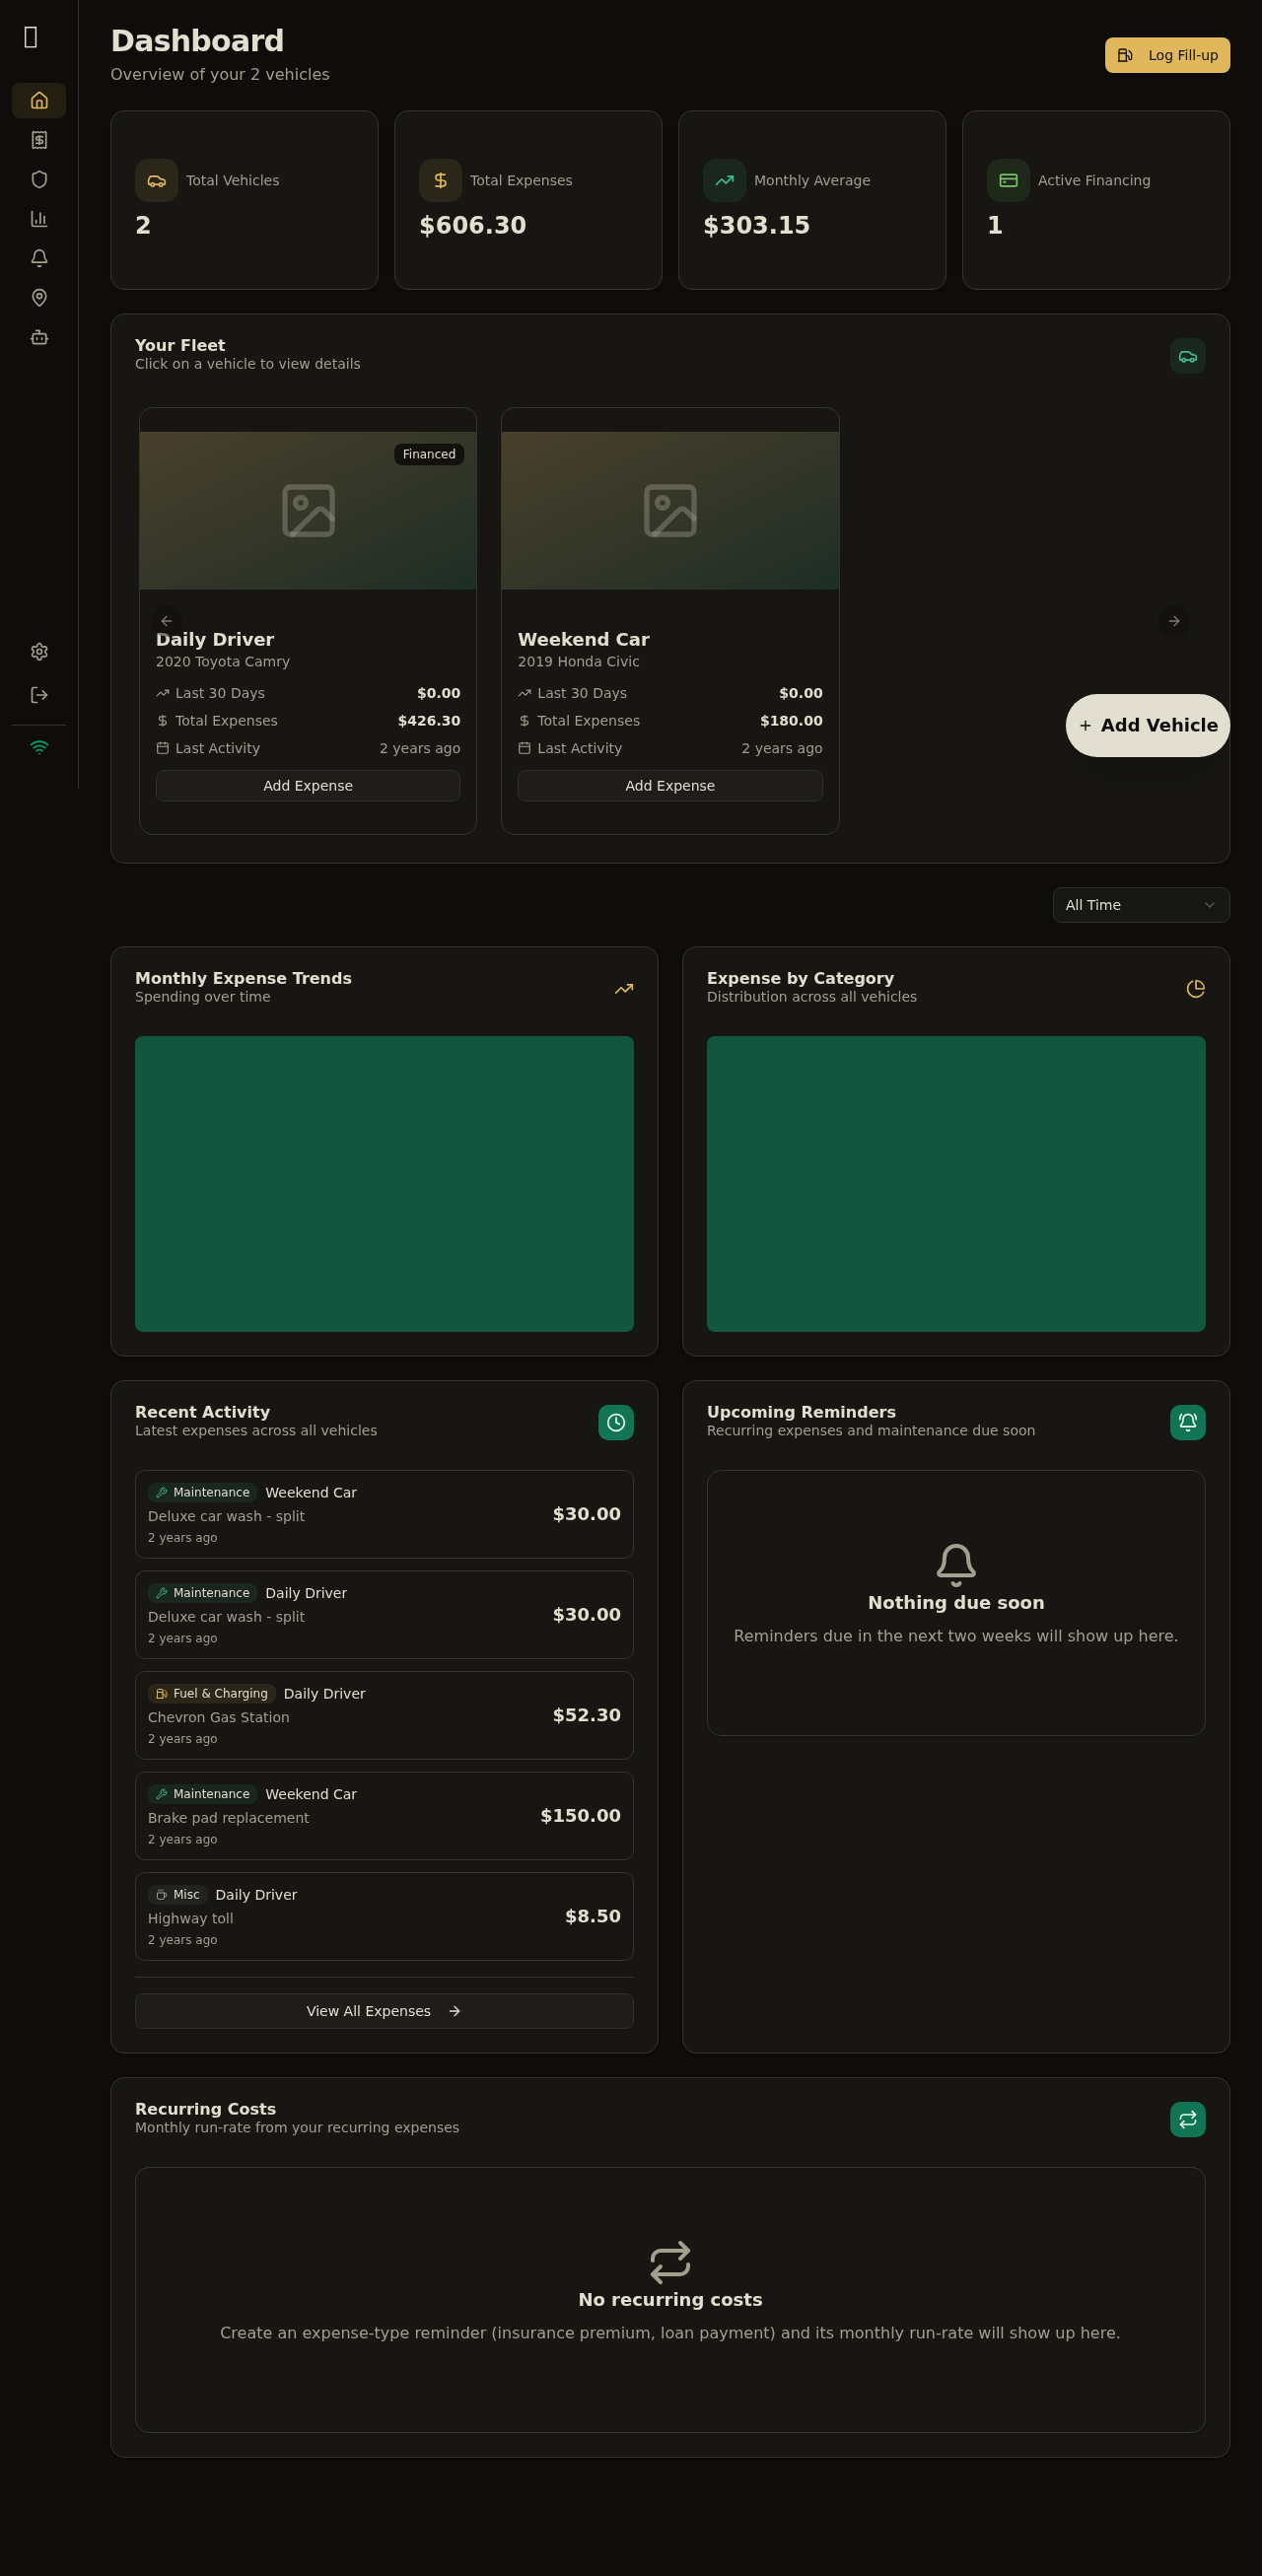 Dashboard
Overview of your 2 vehicles
Log Fill-up
Total Vehicles
2
Total Expenses
$606.30
Monthly Average
$303.15
Active Financing
1
Your Fleet
Click on a vehicle to view details
Financed
Daily Driver
2020 Toyota Camry
Last 30 Days $0.00
Total Expenses $426.30
Last Activity 2 years ago
Add Expense
Weekend Car
2019 Honda Civic
Last 30 Days $0.00
Total Expenses $180.00
Last Activity 2 years ago
Add Expense
Add Vehicle
All Time
Monthly Expense Trends
Spending over time
Expense by Category
Distribution across all vehicles
Recent Activity
Latest expenses across all vehicles
Maintenance Weekend Car
Deluxe car wash - split
2 years ago
$30.00
Maintenance Daily Driver
Deluxe car wash - split
2 years ago
$30.00
Fuel & Charging Daily Driver
Chevron Gas Station
2 years ago
$52.30
Maintenance Weekend Car
Brake pad replacement
2 years ago
$150.00
Misc Daily Driver
Highway toll
2 years ago
$8.50
View All Expenses
Upcoming Reminders
Recurring expenses and maintenance due soon
Nothing due soon
Reminders due in the next two weeks will show up here.
Recurring Costs
Monthly run-rate from your recurring expenses
No recurring costs
Create an expense-type reminder (insurance premium, loan payment) and its monthly run-rate will show up here.